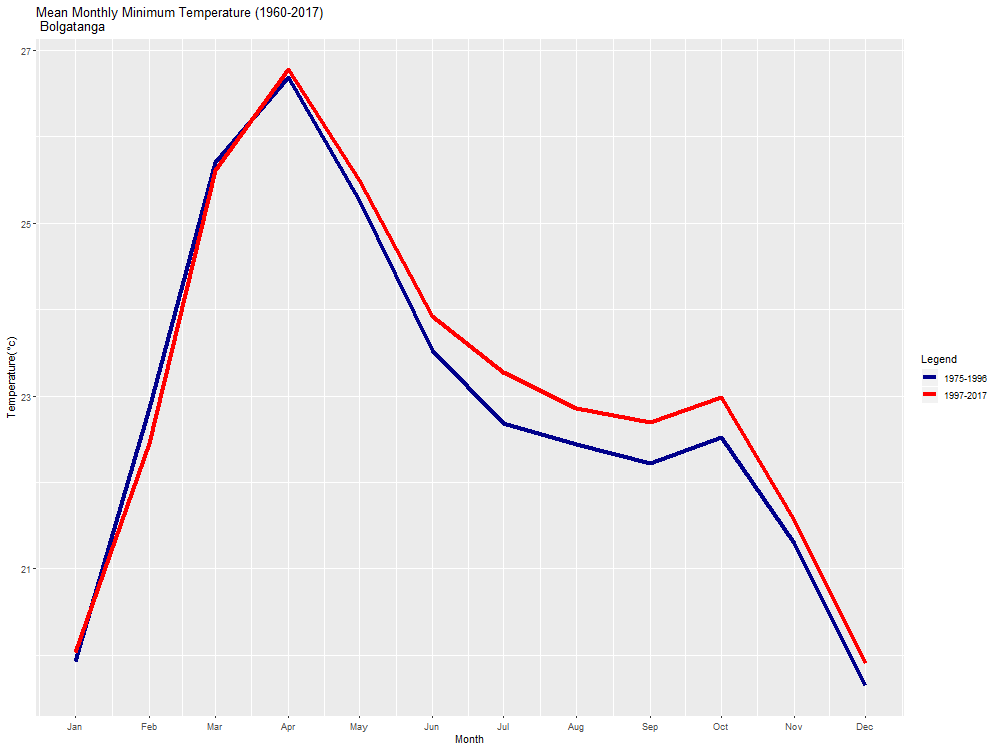 Mean Monthly Minimum Temperature (1960-2017)
Bolgatanga
27
25
23
21
Temperature(°c)
Jan Feb Mar Apr May Jun Jul Aug Sep Oct Nov Dec
Month
Legend
1975-1996
1997-2017